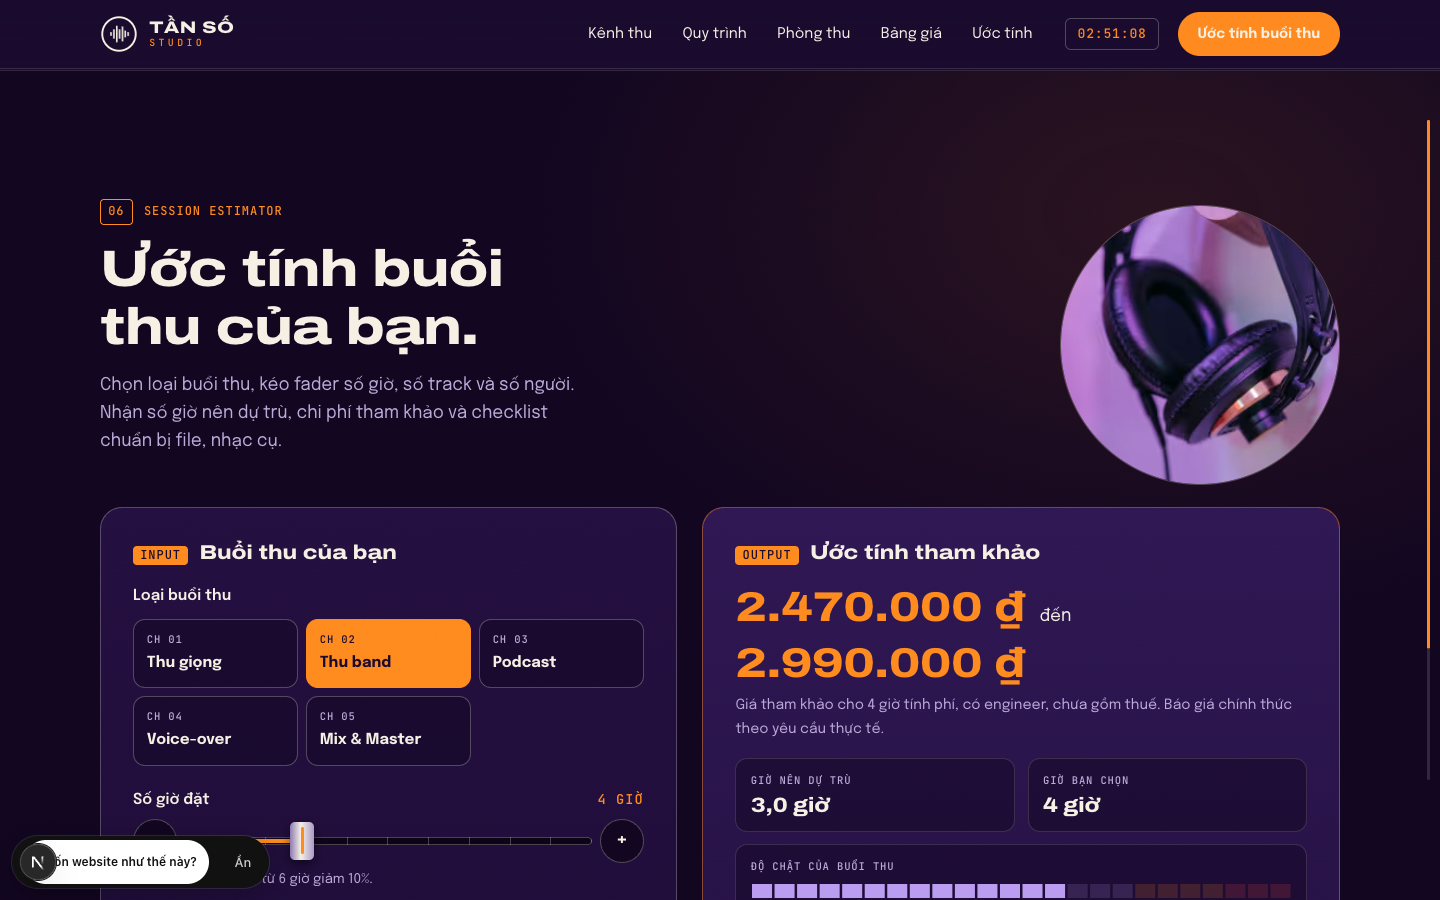 TẦN SỐ
STUDIO
Kênh thu
Quy trình
Phòng thu
Bảng giá
Ước tính
02:51:08
Ước tính buổi thu
06
SESSION ESTIMATOR
Ước tính buổi
thu của bạn.
Chọn loại buổi thu, kéo fader số giờ, số track và số người.
Nhận số giờ nên dự trù, chi phí tham khảo và checklist
chuẩn bị file, nhạc cụ.
INPUT
Buổi thu của bạn
Loại buổi thu
CH 01
Thu giọng
CH 02
Thu band
CH 03
Podcast
CH 04
Voice-over
CH 05
Mix & Master
Số giờ đặt
4 GIỜ
+
từ 6 giờ giảm 10%.
N
website như thế này?
Ẩn
OUTPUT
Ước tính tham khảo
2.470.000 ₫ đến
2.990.000 ₫
Giá tham khảo cho 4 giờ tính phí, có engineer, chưa gồm thuế. Báo giá chính thức
theo yêu cầu thực tế.
GIỜ NÊN DỰ TRÙ
3,0 giờ
GIỜ BẠN CHỌN
4 giờ
ĐỘ CHẬT CỦA BUỔI THU